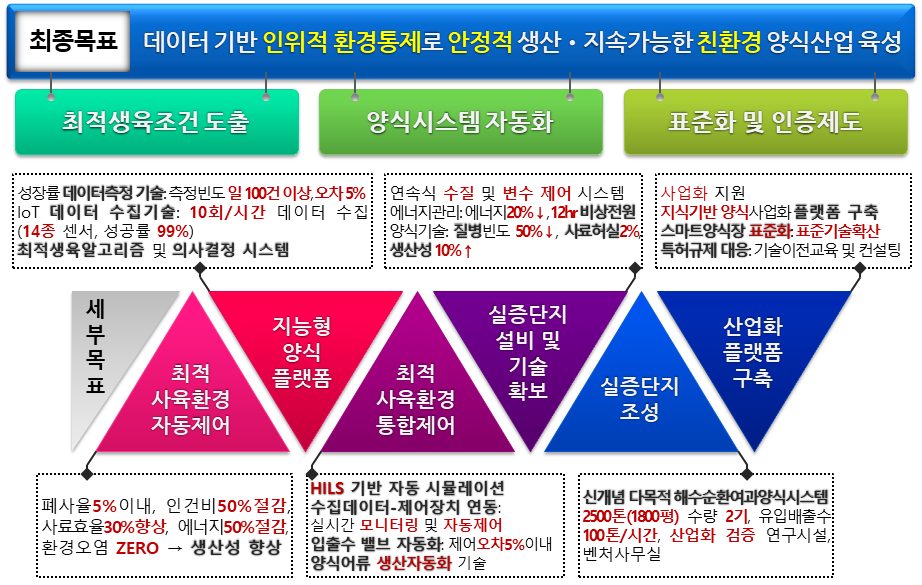 최종목표
데이터 기반 인위적 환경통제로 안정적 생산·지속가능한 친환경 양식산업 육성
최적생육조건 도출
양식시스템 자동화
표준화 및 인증제도
성장률 데이터측정 기술: 측정빈도 일 100건 이상, 오차 5%
IoT 데이터 수집기술: 10회/시간 데이터 수집
(14종 센서, 성공률 99%)
최적생육알고리즘 및 의사결정 시스템
연속식 수질 및 변수 제어 시스템
에너지관리: 에너지20%↓, 12hr 비상전원
양식기술: 질병빈도 50%↓, 사료허실2%,
생산성 10%↑
사업화 지원
지식기반 양식사업화 플랫폼 구축
스마트양식장 표준화: 표준기술확산
특허규제 대응: 기술이전교육 및 컨설팅
세
부
목
표
최적
사육환경
자동제어
지능형
양식
플랫폼
최적
사육환경
통합제어
실증단지
설비 및
기술
확보
실증단지
조성
산업화
플랫폼
구축
폐사율5%이내, 인건비50%절감,
사료효율30%향상, 에너지50%절감,
환경오염 ZERO → 생산성 향상
HILS 기반 자동 시뮬레이션
수집데이터-제어장치 연동:
실시간 모니터링 및 자동제어
입출수 밸브 자동화: 제어오차5%이내
양식어류 생산자동화 기술
신개념 다목적 해수순환여과양식시스템
2500톤(1800평) 수량 2기, 유입배출수
100톤/시간, 산업화 검증 연구시설,
벤처사무실